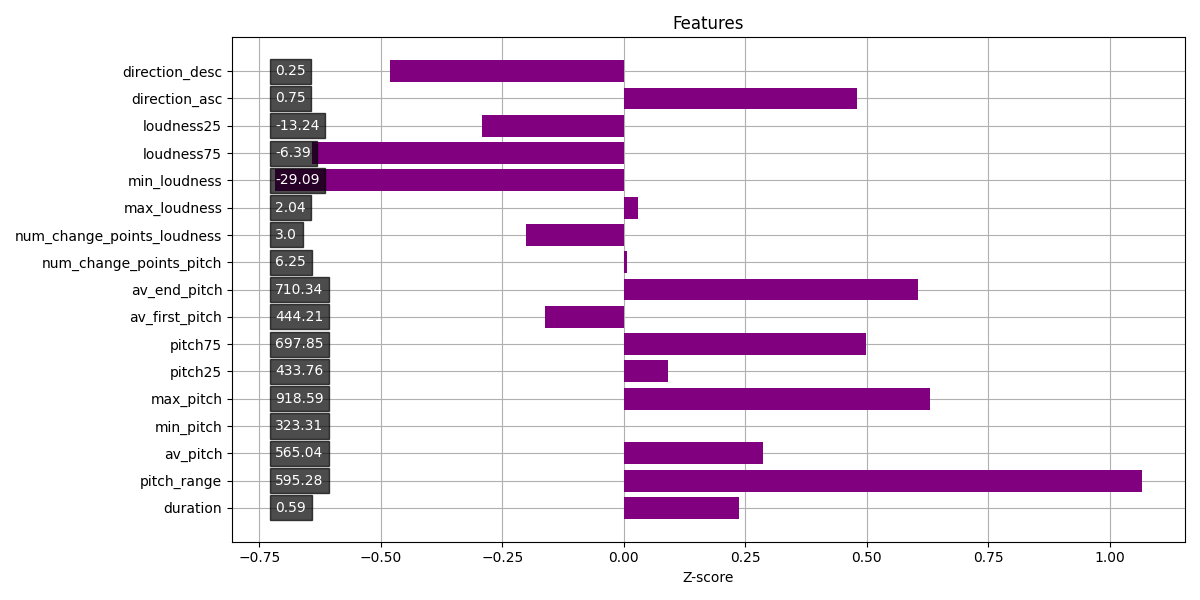 Features
direction_desc 0.25
direction_asc 0.75
loudness25 -13.24
loudness75 -6.39
min_loudness -29.09
max_loudness 2.04
num_change_points_loudness 3.0
num_change_points_pitch 6.25
av_end_pitch 710.34
av_first_pitch 444.21
pitch75 697.85
pitch25 433.76
max_pitch 918.59
min_pitch 323.31
av_pitch 565.04
pitch_range 595.28
duration 0.59
−0.75 −0.50 −0.25 0.00 0.25 0.50 0.75 1.00
Z-score